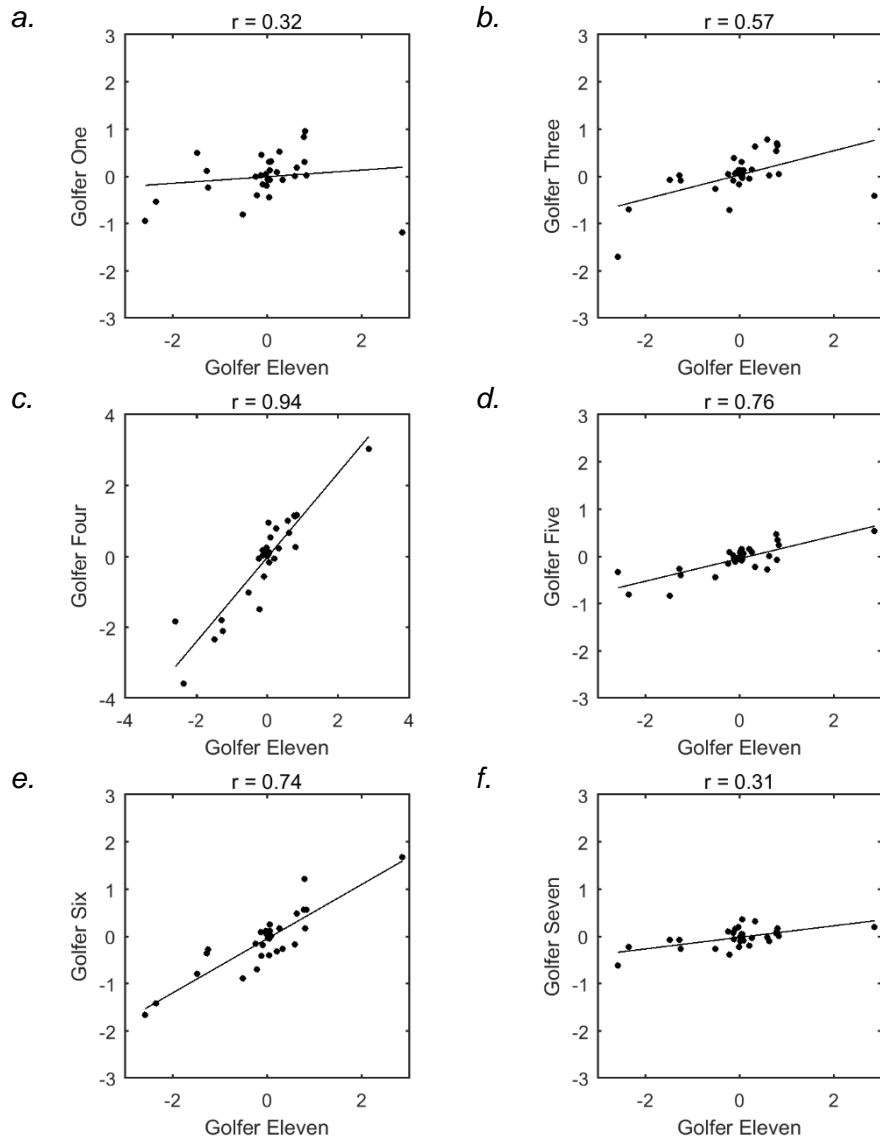 a.
r = 0.32
3
2
1
0
-1
-2
-3
Golfer One
-2
0
2
Golfer Eleven
b.
r = 0.57
3
2
1
0
-1
-2
-3
Golfer Three
-2
0
2
Golfer Eleven
c.
r = 0.94
4
2
0
-2
-4
Golfer Four
-4
-2
0
2
4
Golfer Eleven
d.
r = 0.76
3
2
1
0
-1
-2
-3
Golfer Five
-2
0
2
Golfer Eleven
e.
r = 0.74
3
2
1
0
-1
-2
-3
Golfer Six
-2
0
2
Golfer Eleven
f.
r = 0.31
3
2
1
0
-1
-2
-3
Golfer Seven
-2
0
2
Golfer Eleven